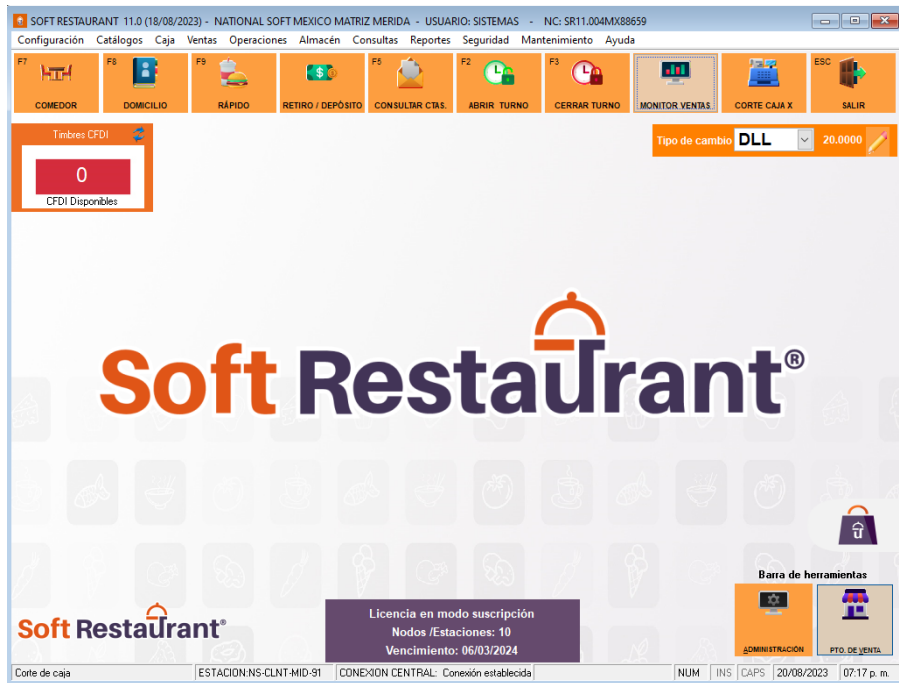 SOFT RESTAURANT 11.0 (18/08/2023) - NATIONAL SOFT MEXICO MATRIZ MERIDA - USUARIO: SISTEMAS - NC: SR11.004MX88659
Configuración Catálogos Caja Ventas Operaciones Almacén Consultas Reportes Seguridad Mantenimiento Ayuda
F7 F8 F9 F5 F2 F3 ESC
COMEDOR DOMICILIO RÁPIDO RETIRO / DEPÓSITO CONSULTAR CTAS. ABRIR TURNO CERRAR TURNO MONITOR VENTAS CORTE CAJA X SALIR
Timbres CFDI
0
CFDI Disponibles
Tipo de cambio DLL 20.0000
Soft Restaurant®
Barra de herramientas
ADMINISTRACIÓN PTO. DE VENTA
Soft Restaurant®
Licencia en modo suscripción
Nodos /Estaciones: 10
Vencimiento: 06/03/2024
Corte de caja ESTACION:NS-CLNT-MID-91 CONEXION CENTRAL: Conexión establecida NUM INS CAPS 20/08/2023 07:17 p. m.